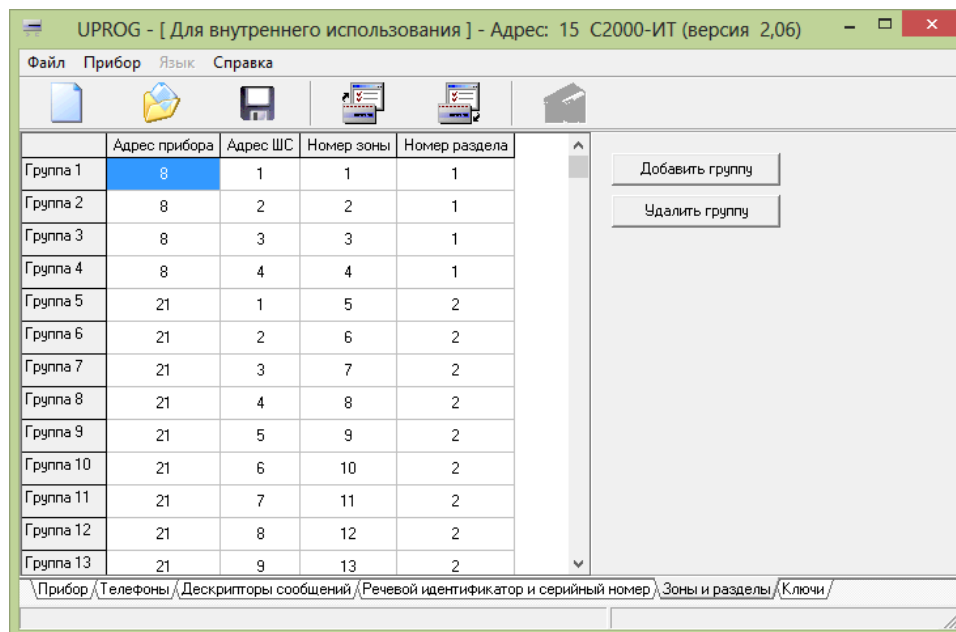 UPROG - [ Для внутреннего использования ] - Адрес: 15 С2000-ИТ (версия 2,06)
Файл Прибор Язык Справка
Адрес прибора Адрес ШС Номер зоны Номер раздела
Группа 1 8 1 1 1
Добавить группу
Группа 2 8 2 2 1
Удалить группу
Группа 3 8 3 3 1
Группа 4 8 4 4 1
Группа 5 21 1 5 2
Группа 6 21 2 6 2
Группа 7 21 3 7 2
Группа 8 21 4 8 2
Группа 9 21 5 9 2
Группа 10 21 6 10 2
Группа 11 21 7 11 2
Группа 12 21 8 12 2
Группа 13 21 9 13 2
Прибор Телефоны Дескрипторы сообщений Речевой идентификатор и серийный номер Зоны и разделы Ключи